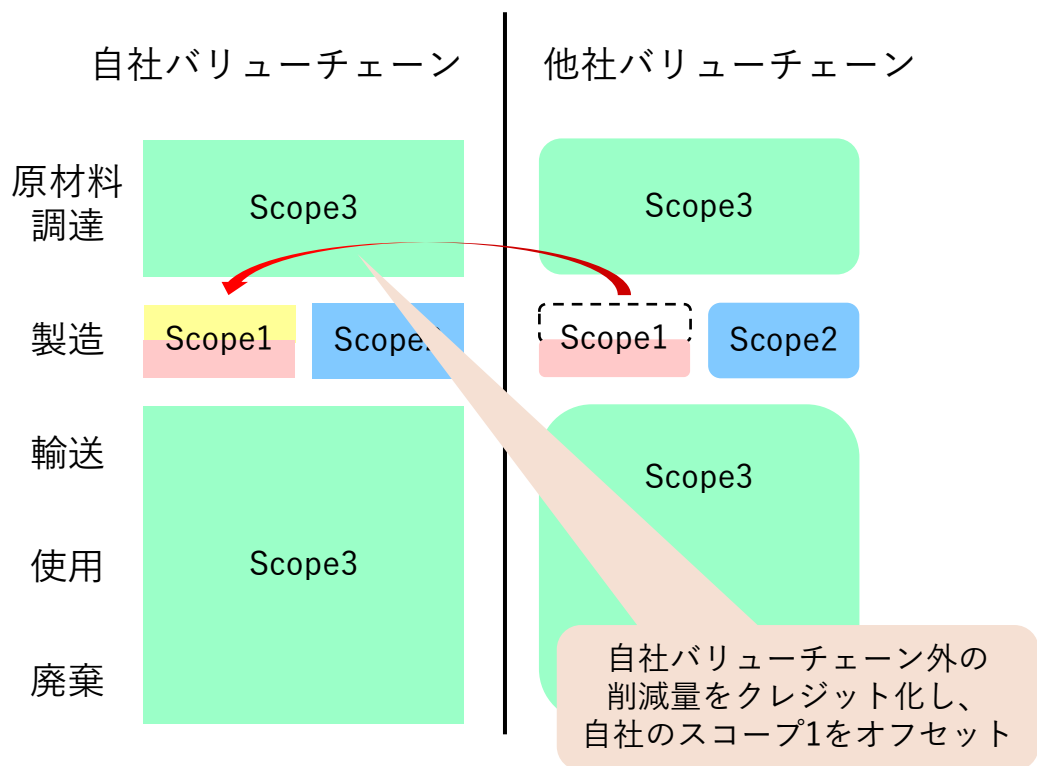 自社バリューチェーン
他社バリューチェーン
原材料
調達
Scope3
Scope3
製造
Scope1
Scope2
Scope1
Scope2
輸送
使用
廃棄
Scope3
Scope3
自社バリューチェーン外の
削減量をクレジット化し、
自社のスコープ1をオフセット